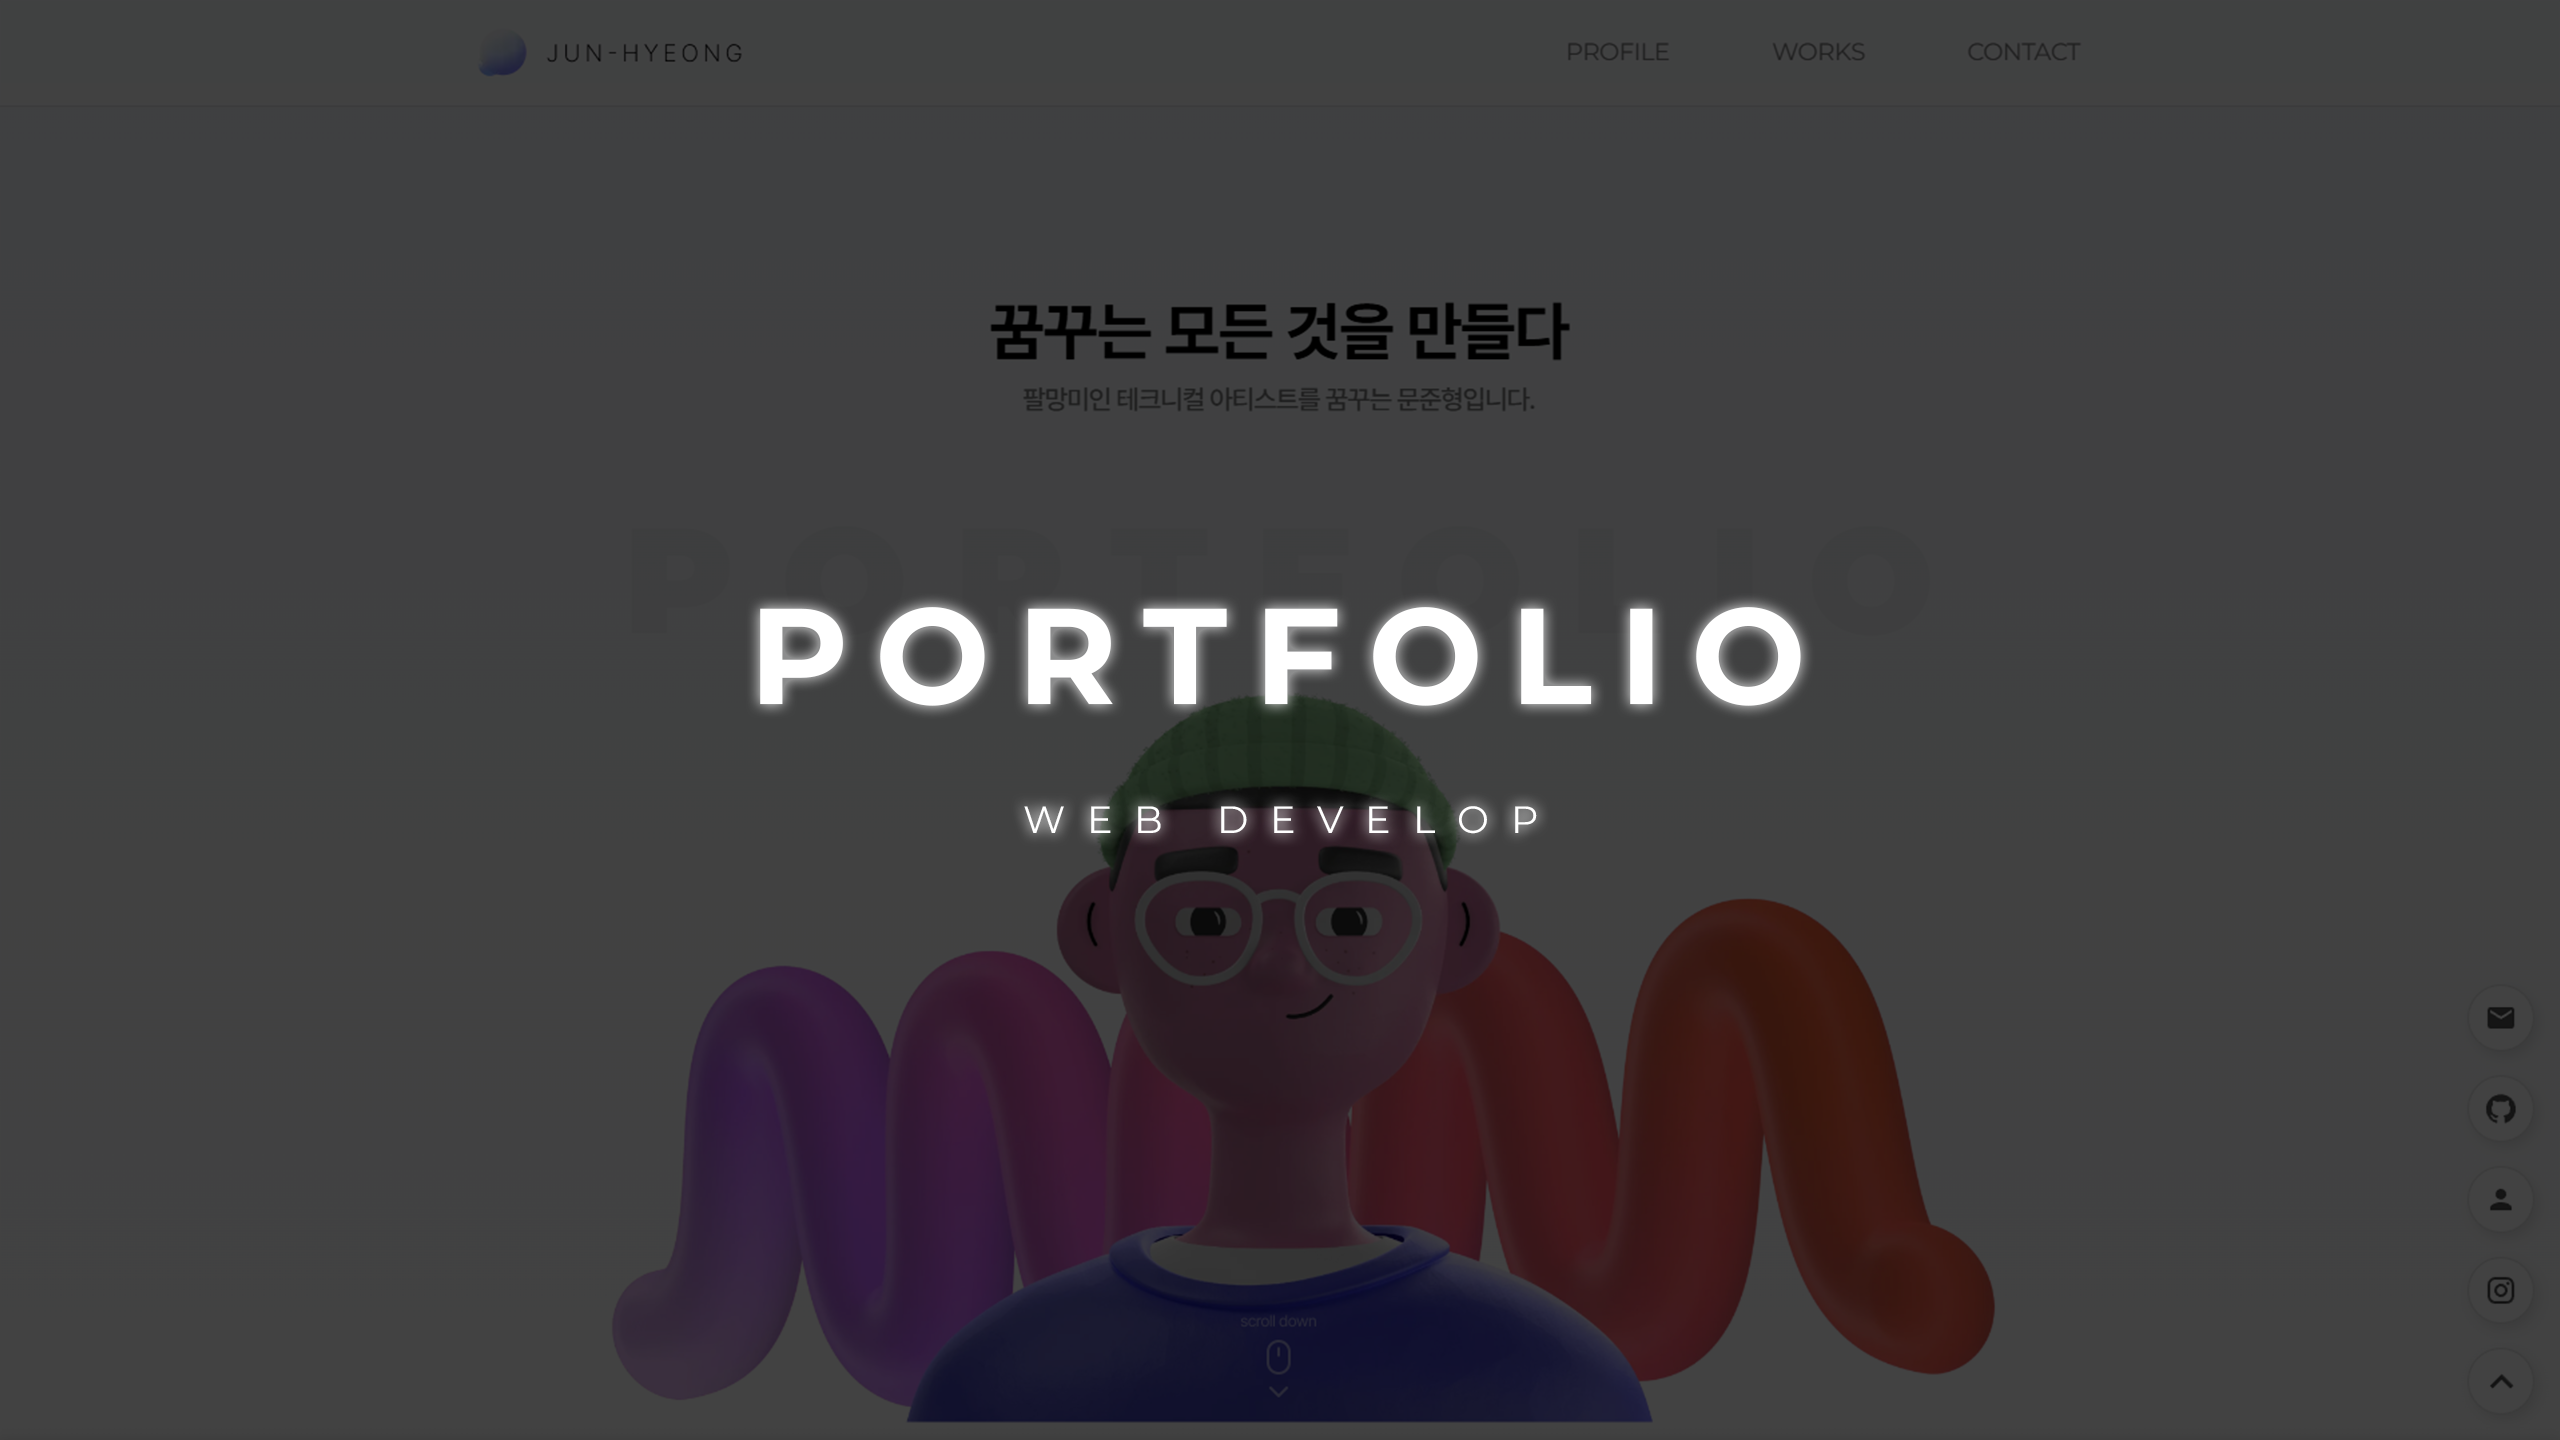 JUN-HYEONG
PROFILE
WORKS
CONTACT
꿈꾸는 모든 것을 만들다
팔망미인 테크니컬 아티스트를 꿈꾸는 문준형입니다.
PORTFOLIO
PORTFOLIO
WEB DEVELOP
scroll down